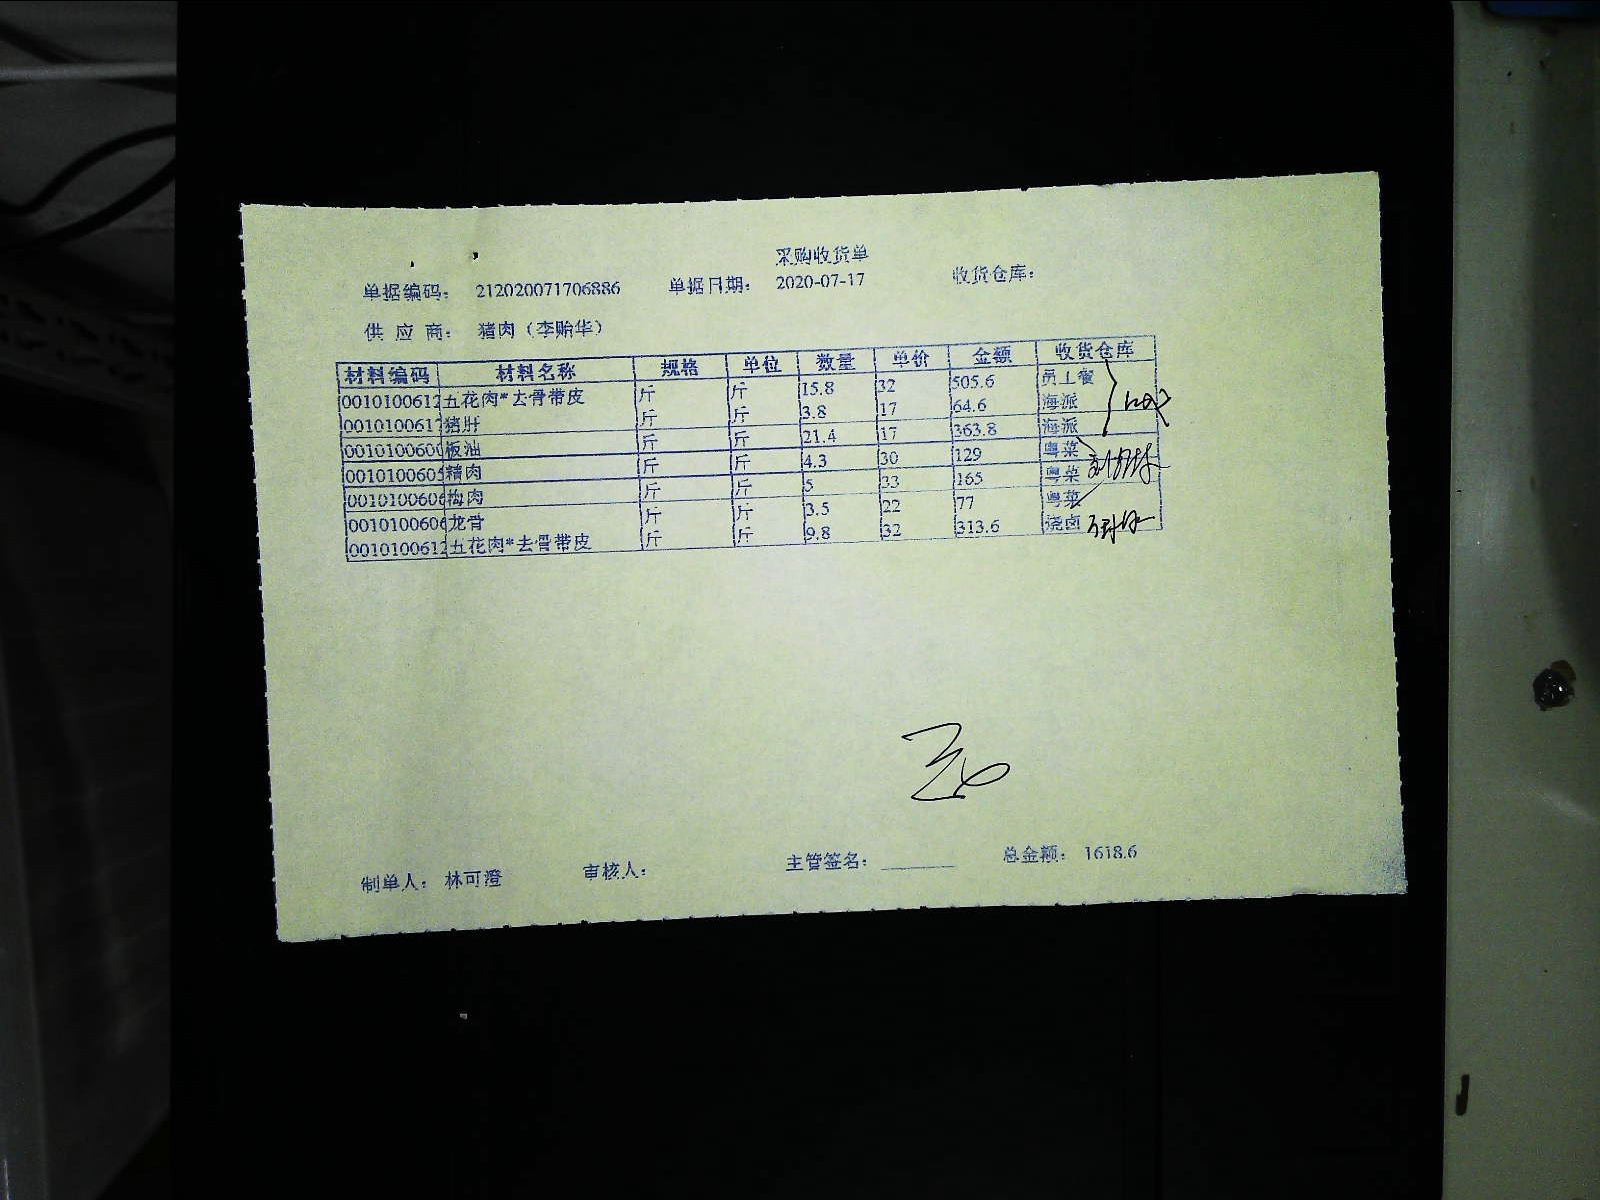 采购收货单
单据编码： 212020071706886 单据日期： 2020-07-17 收货仓库：
供 应 商： 猪肉（李贻华）
材料编码 材料名称 规格 单位 数量 单价 金额 收货仓库
0010100612 五花肉*去骨带皮 斤 斤 15.8 32 505.6 员工餐
0010100617 猪肝 斤 斤 3.8 17 64.6 海派
001010060 板油 斤 斤 21.4 17 363.8 海派
0010100605 精肉 斤 斤 4.3 30 129 粤菜
0010100606 梅肉 斤 斤 5 33 165 粤菜
0010100606 龙骨 斤 斤 3.5 22 77 粤菜
0010100612 五花肉*去骨带皮 斤 斤 9.8 32 313.6 烧卤
制单人： 林可澄 审核人： 主管签名： 总金额： 1618.6